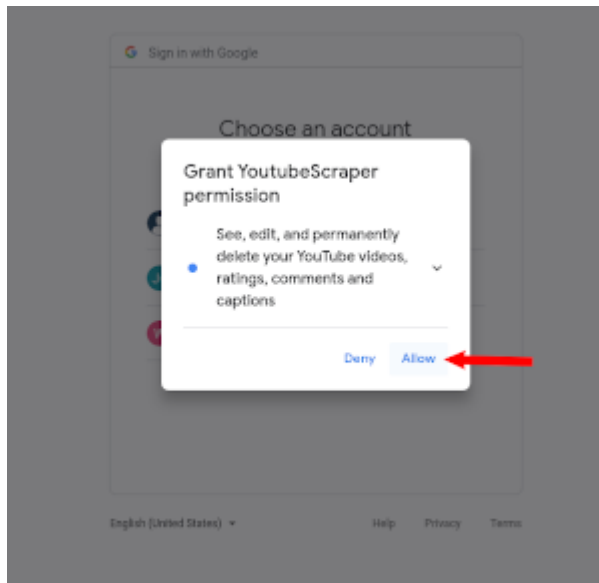 Sign in with Google
Choose an account
Grant YoutubeScraper
permission
See, edit, and permanently
delete your YouTube videos,
ratings, comments and
captions
Deny Allow
English (United States) Help Privacy Terms